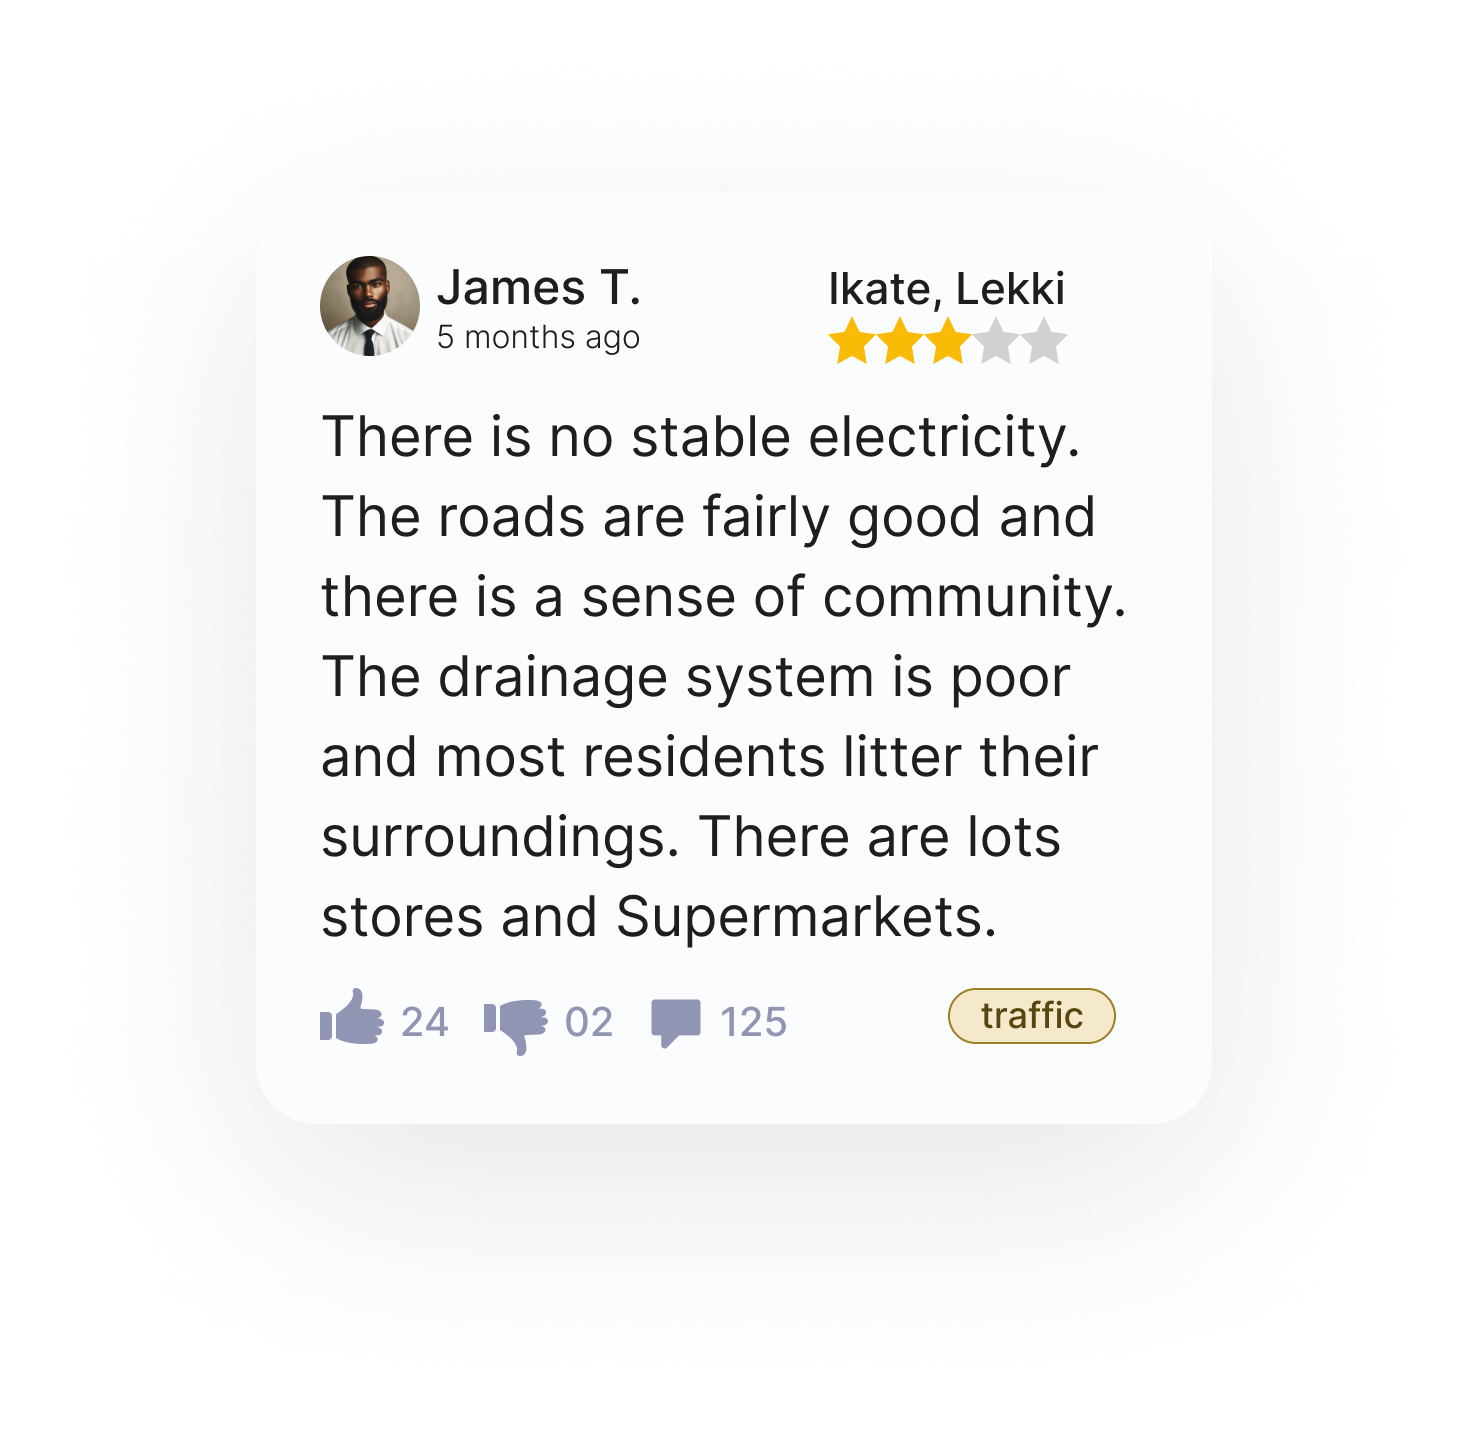 James T.
5 months ago
Ikate, Lekki
There is no stable electricity.
The roads are fairly good and
there is a sense of community.
The drainage system is poor
and most residents litter their
surroundings. There are lots
stores and Supermarkets.
24 02 125
traffic